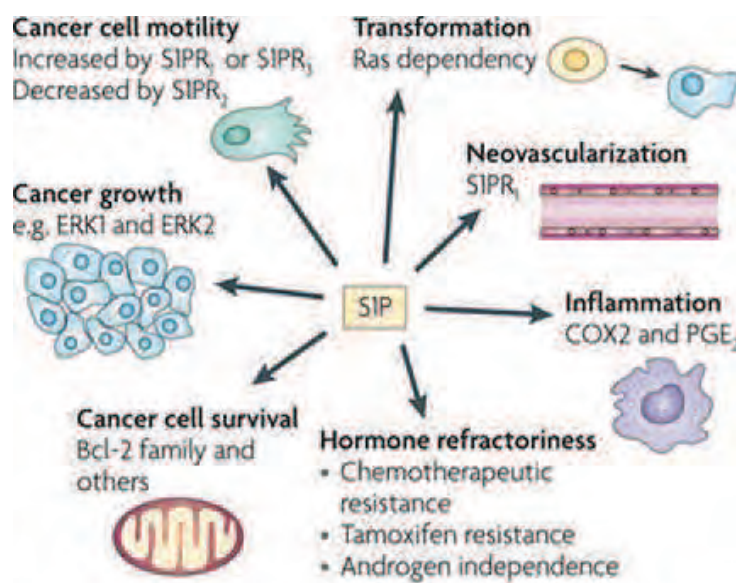 Cancer cell motility
Increased by S1PR₁ or S1PR₃
Decreased by S1PR₂
Transformation
Ras dependency
Neovascularization
S1PR₁
Cancer growth
e.g. ERK1 and ERK2
S1P
Inflammation
COX2 and PGE₂
Cancer cell survival
Bcl-2 family and
others
Hormone refractoriness
• Chemotherapeutic
resistance
• Tamoxifen resistance
• Androgen independence